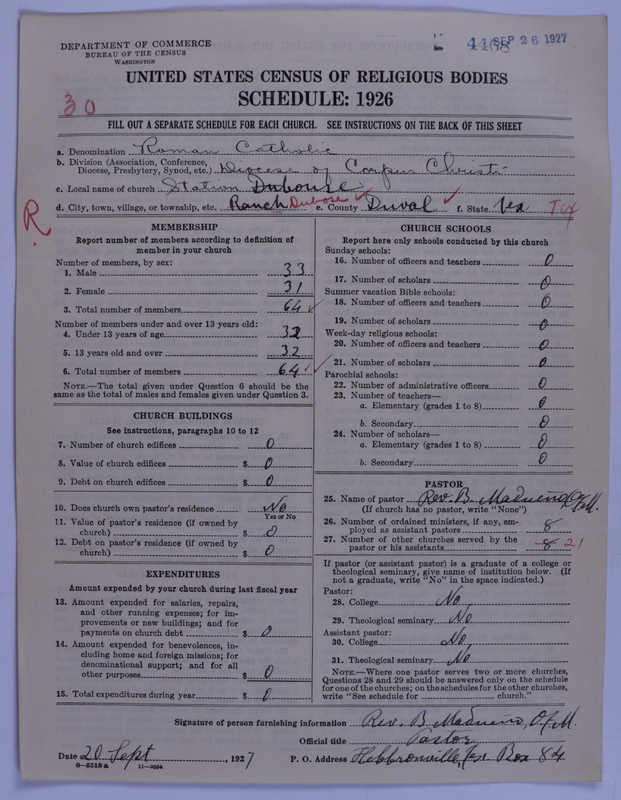 DEPARTMENT OF COMMERCE
BUREAU OF THE CENSUS
WASHINGTON
SEP 26 1927
UNITED STATES CENSUS OF RELIGIOUS BODIES
30
SCHEDULE: 1926
FILL OUT A SEPARATE SCHEDULE FOR EACH CHURCH. SEE INSTRUCTIONS ON THE BACK OF THIS SHEET
a. Denomination Roman Catholic
b. Division (Association, Conference,
Diocese, Presbytery, Synod, etc.) Diocese of Corpus Christi
c. Local name of church Station Dubouse
d. City, town, village, or township, etc. Ranch Dubose e. County Duval f. State Tex Tex
R
MEMBERSHIP
Report number of members according to definition of
member in your church
Number of members, by sex:
1. Male 33
2. Female 31
3. Total number of members 64
Number of members under and over 13 years old:
4. Under 13 years of age 32
5. 13 years old and over 32
6. Total number of members 64
NOTE.—The total given under Question 6 should be
same as the total of males and females given under Question 3.
CHURCH BUILDINGS
See instructions, paragraphs 10 to 12
7. Number of church edifices 0
8. Value of church edifices $ 0
9. Debt on church edifices $ 0
10. Does church own pastor's residence No
Yes or No
11. Value of pastor's residence (if owned by
church) $ 0
12. Debt on pastor's residence (if owned by
church) $ 0
EXPENDITURES
Amount expended by your church during last fiscal year
13. Amount expended for salaries, repairs,
and other running expenses; for im-
provements or new buildings; and for
payments on church debt $ 0
14. Amount expended for benevolences, in-
cluding home and foreign missions; for
denominational support; and for all
other purposes $ 0
15. Total expenditures during year $ 0
CHURCH SCHOOLS
Report here only schools conducted by this church
Sunday schools:
16. Number of officers and teachers 0
17. Number of scholars 0
Summer vacation Bible schools:
18. Number of officers and teachers 0
19. Number of scholars 0
Week-day religious schools:
20. Number of officers and teachers 0
21. Number of scholars 0
Parochial schools:
22. Number of administrative officers 0
23. Number of teachers—
a. Elementary (grades 1 to 8) 0
b. Secondary 0
24. Number of scholars—
a. Elementary (grades 1 to 8) 0
b. Secondary 0
PASTOR
25. Name of pastor Rev. B. Madueno O.f.M.
(If church has no pastor, write "None")
26. Number of ordained ministers, if any, em-
ployed as assistant pastors 8
27. Number of other churches served by the
pastor or his assistants 8 21
If pastor (or assistant pastor) is a graduate of a college or
theological seminary, give name of institution below. (If
not a graduate, write "No" in the space indicated.)
Pastor:
28. College No
29. Theological seminary No
Assistant pastor:
30. College No
31. Theological seminary No
NOTE.—Where one pastor serves two or more churches,
Questions 28 and 29 should be answered only on the schedule
for one of the churches; on the schedules for the other churches,
write "See schedule for church."
Signature of person furnishing information Rev. B Madueno, O.f.M.
Official title Pastor
Date 20 Sept, 1927 P. O. Address Hebbronville, Tex Box 84
8—5518 a 11—9554